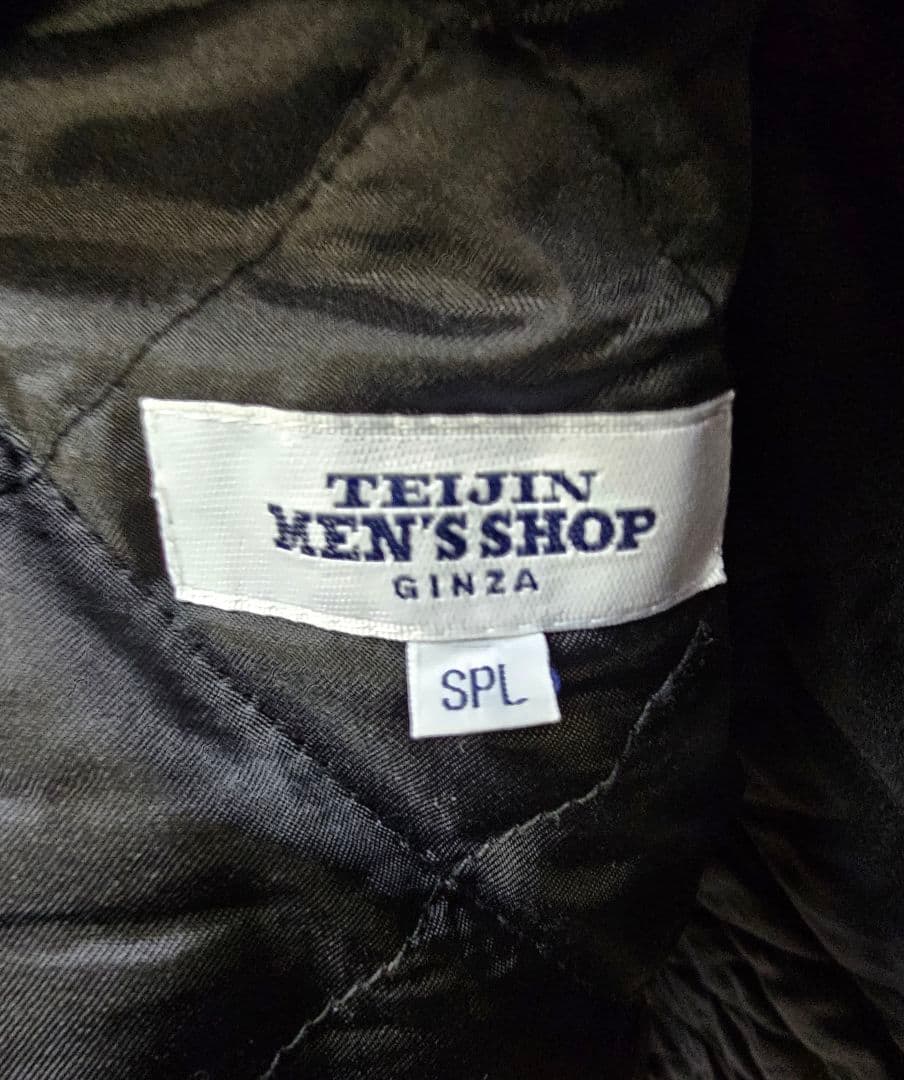 TEIJIN
MEN'S SHOP
GINZA
SPL